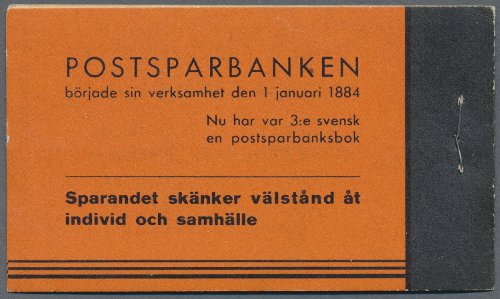 POSTSPARBANKEN
började sin verksamhet den 1 januari 1884
Nu har var 3:e svensk
en postsparbanksbok
Sparandet skänker välstånd åt
individ och samhälle